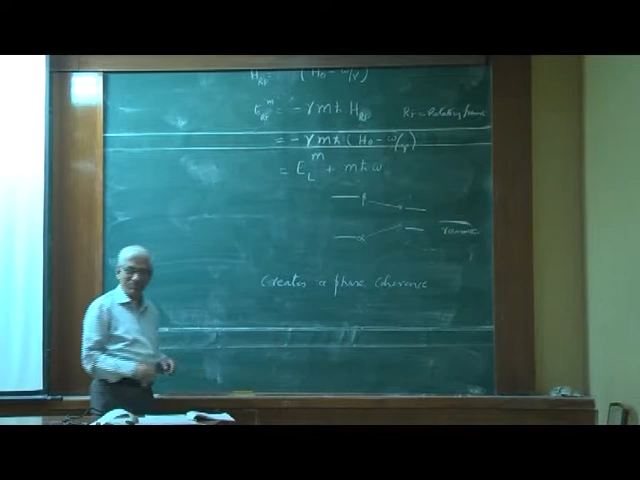 H_RF = (H₀ - ω/γ)
E_RF^m = - γ m ħ H_RF RF = Rotating frame
= - γ m ħ (H₀ - ω/γ)
= E_L^m + m ħ ω
β
α
Creates a phase coherence